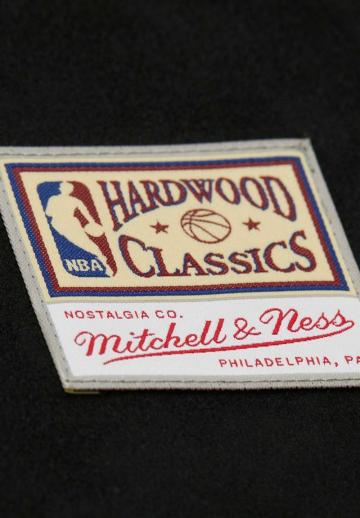 HARDWOOD
CLASSICS
NBA
NOSTALGIA CO.
Mitchell & Ness
PHILADELPHIA, PA